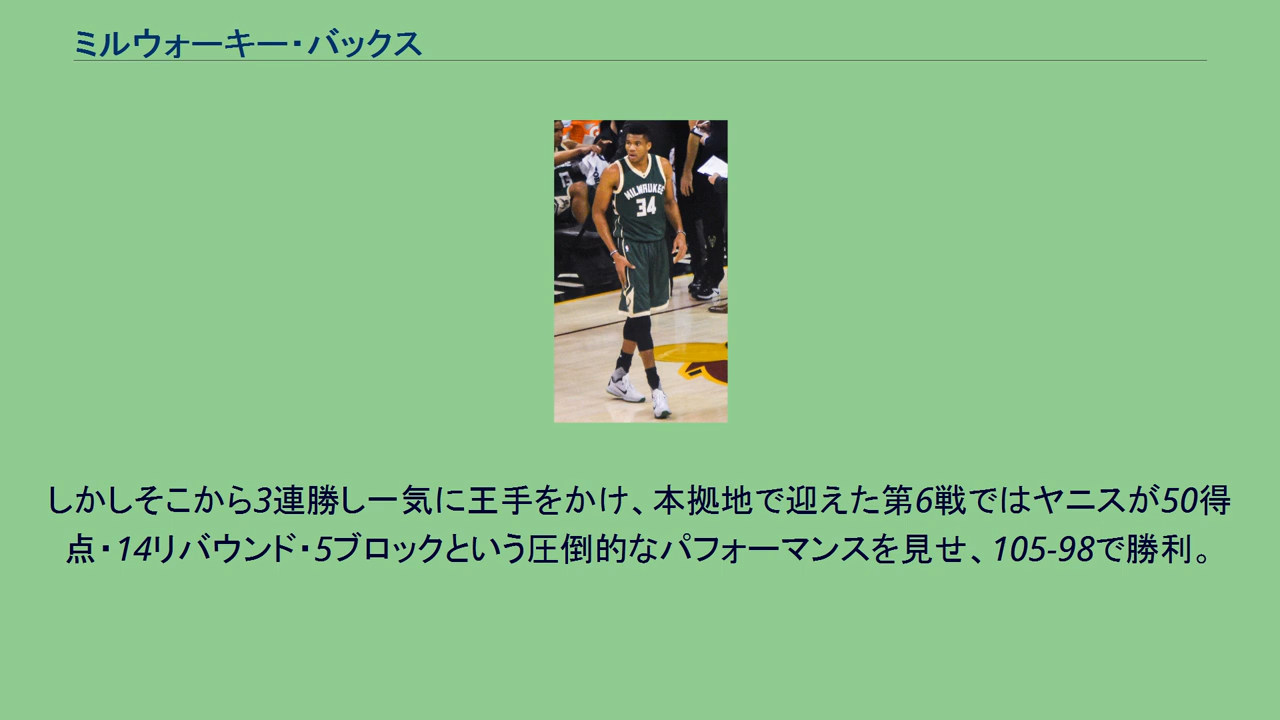 ミルウォーキー・バックス
MILWAUKEE
34
しかしそこから3連勝し一気に王手をかけ、本拠地で迎えた第6戦ではヤニスが50得
点・14リバウンド・5ブロックという圧倒的なパフォーマンスを見せ、105-98で勝利。